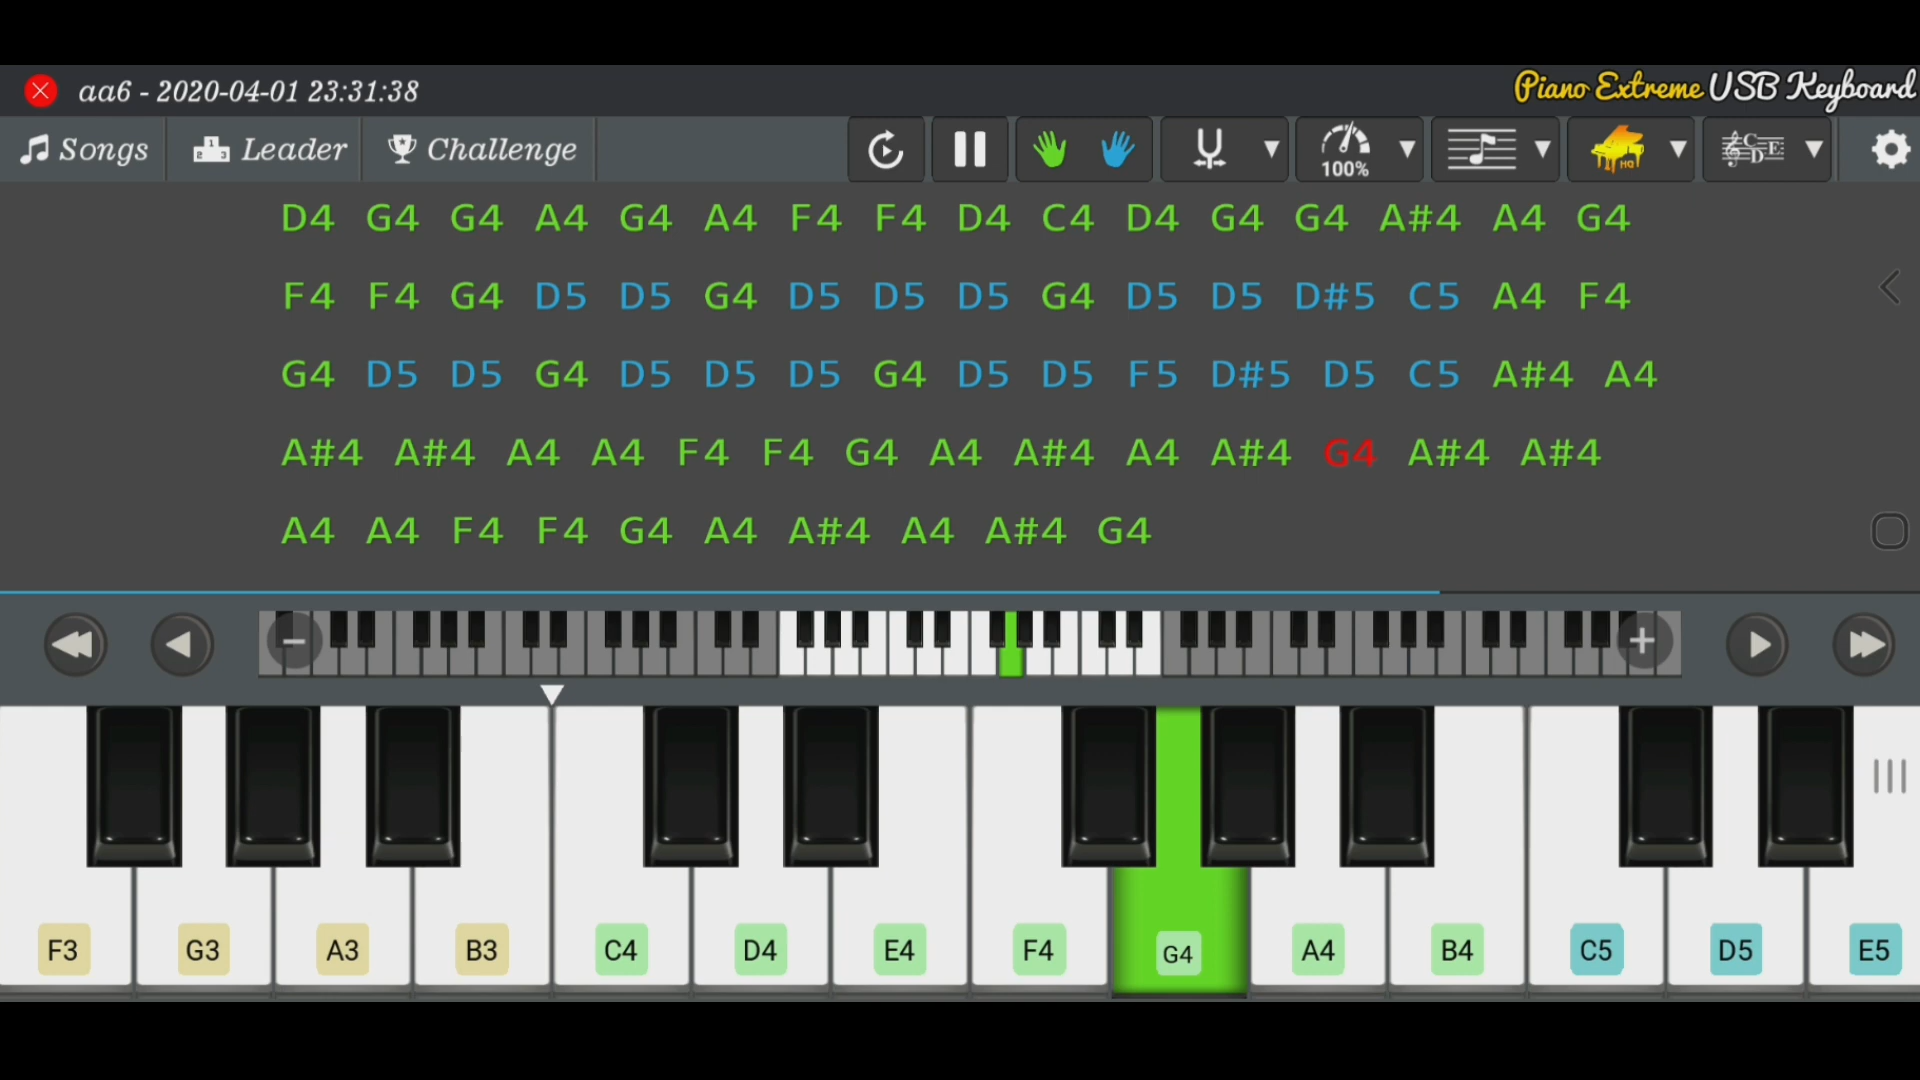 aa6 - 2020-04-01 23:31:38
Piano Extreme USB Keyboard
Songs Leader Challenge 100% HQ
D4 G4 G4 A4 G4 A4 F4 F4 D4 C4 D4 G4 G4 A#4 A4 G4
F4 F4 G4 D5 D5 G4 D5 D5 D5 G4 D5 D5 D#5 C5 A4 F4
G4 D5 D5 G4 D5 D5 D5 G4 D5 D5 F5 D#5 D5 C5 A#4 A4
A#4 A#4 A4 A4 F4 F4 G4 A4 A#4 A4 A#4 G4 A#4 A#4
A4 A4 F4 F4 G4 A4 A#4 A4 A#4 G4
F3 G3 A3 B3 C4 D4 E4 F4 G4 A4 B4 C5 D5 E5